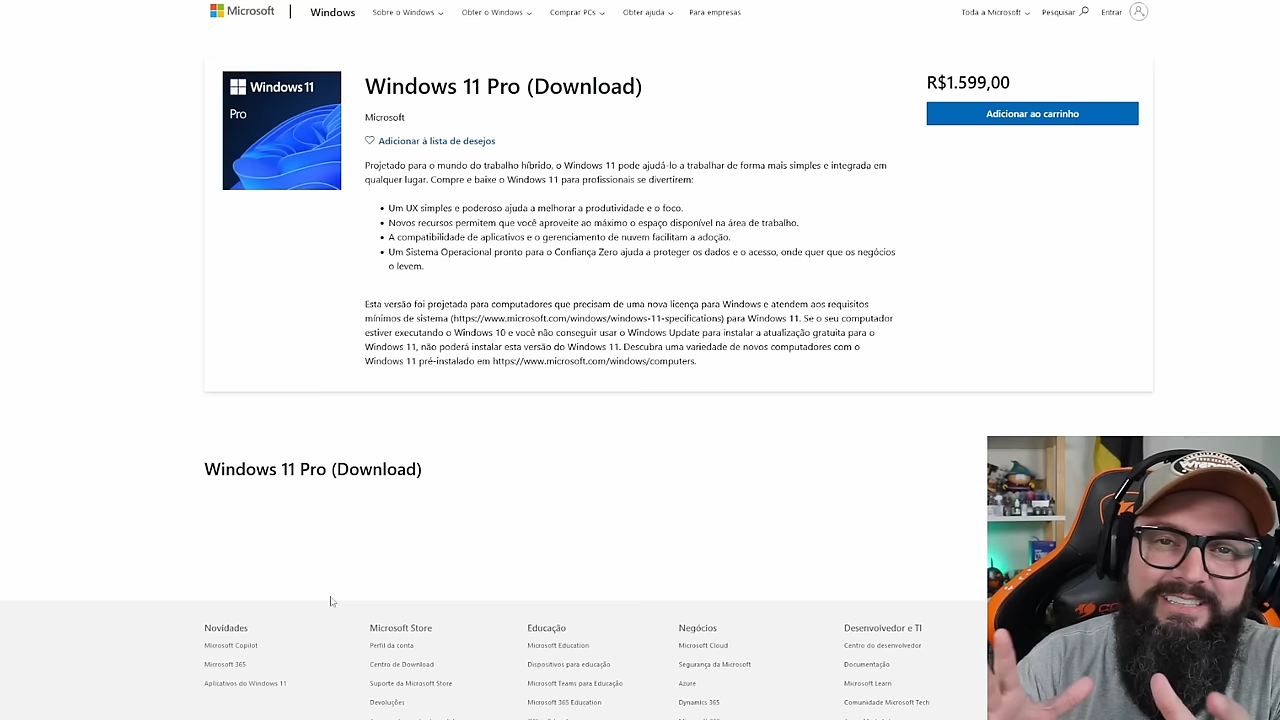 Microsoft
Windows
Sobre o Windows
Obter o Windows
Comprar PCs
Obter ajuda
Para empresas
Toda a Microsoft
Pesquisar
Entrar
Windows 11
Pro
Windows 11 Pro (Download)
Microsoft
Adicionar à lista de desejos
Projetado para o mundo do trabalho híbrido, o Windows 11 pode ajudá-lo a trabalhar de forma mais simples e integrada em
qualquer lugar. Compre e baixe o Windows 11 para profissionais se divertirem:
• Um UX simples e poderoso ajuda a melhorar a produtividade e o foco.
• Novos recursos permitem que você aproveite ao máximo o espaço disponível na área de trabalho.
• A compatibilidade de aplicativos e o gerenciamento de nuvem facilitam a adoção.
• Um Sistema Operacional pronto para o Confiança Zero ajuda a proteger os dados e o acesso, onde quer que os negócios
o levem.
Esta versão foi projetada para computadores que precisam de uma nova licença para Windows e atendem aos requisitos
mínimos de sistema (https://www.microsoft.com/windows/windows-11-specifications) para Windows 11. Se o seu computador
estiver executando o Windows 10 e você não conseguir usar o Windows Update para instalar a atualização gratuita para o
Windows 11, não poderá instalar esta versão do Windows 11. Descubra uma variedade de novos computadores com o
Windows 11 pré-instalado em https://www.microsoft.com/windows/computers.
R$1.599,00
Adicionar ao carrinho
Windows 11 Pro (Download)
Novidades
Microsoft Copilot
Microsoft 365
Aplicativos do Windows 11
Microsoft Store
Perfil da conta
Centro de Download
Suporte da Microsoft Store
Devoluções
Educação
Microsoft Education
Dispositivos para educação
Microsoft Teams para Educação
Microsoft 365 Education
Negócios
Microsoft Cloud
Segurança da Microsoft
Azure
Dynamics 365
Desenvolvedor e TI
Centro do desenvolvedor
Documentação
Microsoft Learn
Comunidade Microsoft Tech